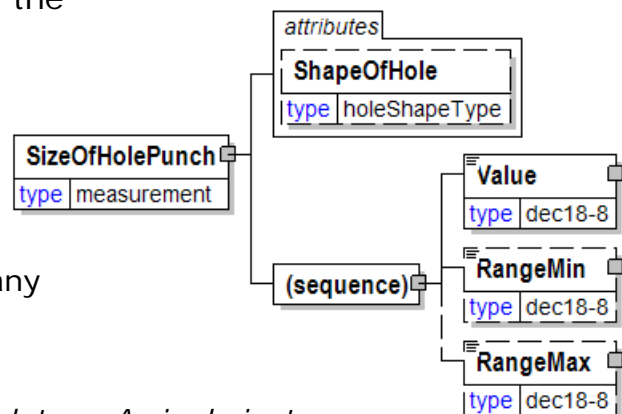 the
attributes
ShapeOfHole
type holeShapeType
SizeOfHolePunch
type measurement
Value
type dec18-8
any
(sequence)
RangeMin
type dec18-8
RangeMax
type dec18-8